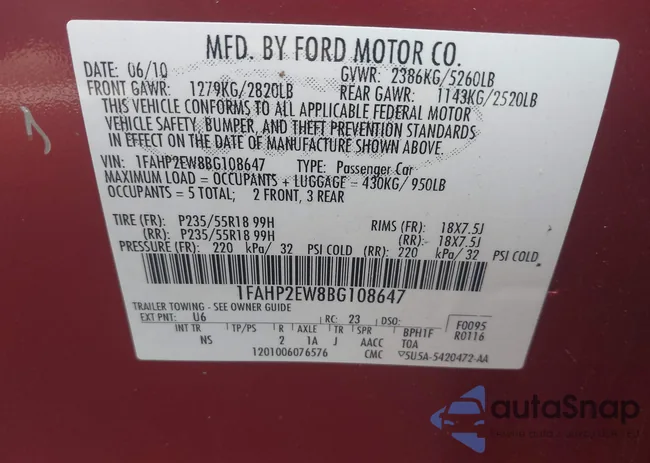 MFD. BY FORD MOTOR CO.
DATE: 06/10 GVWR: 2386KG/5260LB
FRONT GAWR: 1279KG/2820LB REAR GAWR: 1143KG/2520LB
THIS VEHICLE CONFORMS TO ALL APPLICABLE FEDERAL MOTOR
VEHICLE SAFETY, BUMPER, AND THEFT PREVENTION STANDARDS
IN EFFECT ON THE DATE OF MANUFACTURE SHOWN ABOVE.
VIN: 1FAHP2EW8BG108647 TYPE: Passenger Car
MAXIMUM LOAD = OCCUPANTS + LUGGAGE = 430KG/ 950LB
OCCUPANTS = 5 TOTAL; 2 FRONT, 3 REAR
TIRE (FR): P235/55R18 99H RIMS (FR): 18X7.5J
(RR): P235/55R18 99H (RR): 18X7.5J
PRESSURE (FR): 220 kPa/ 32 PSI COLD (RR): 220 kPa/ 32 PSI COLD
1FAHP2EW8BG108647
TRAILER TOWING - SEE OWNER GUIDE
EXT PNT: U6 RC: 23 DSO: F0095
INT TR TP/PS R AXLE TR SPR BPH1F R0116
NS 2 1A J AACC TOA
1201006076576 CMC 5U5A-5420472-AA
autaSnap